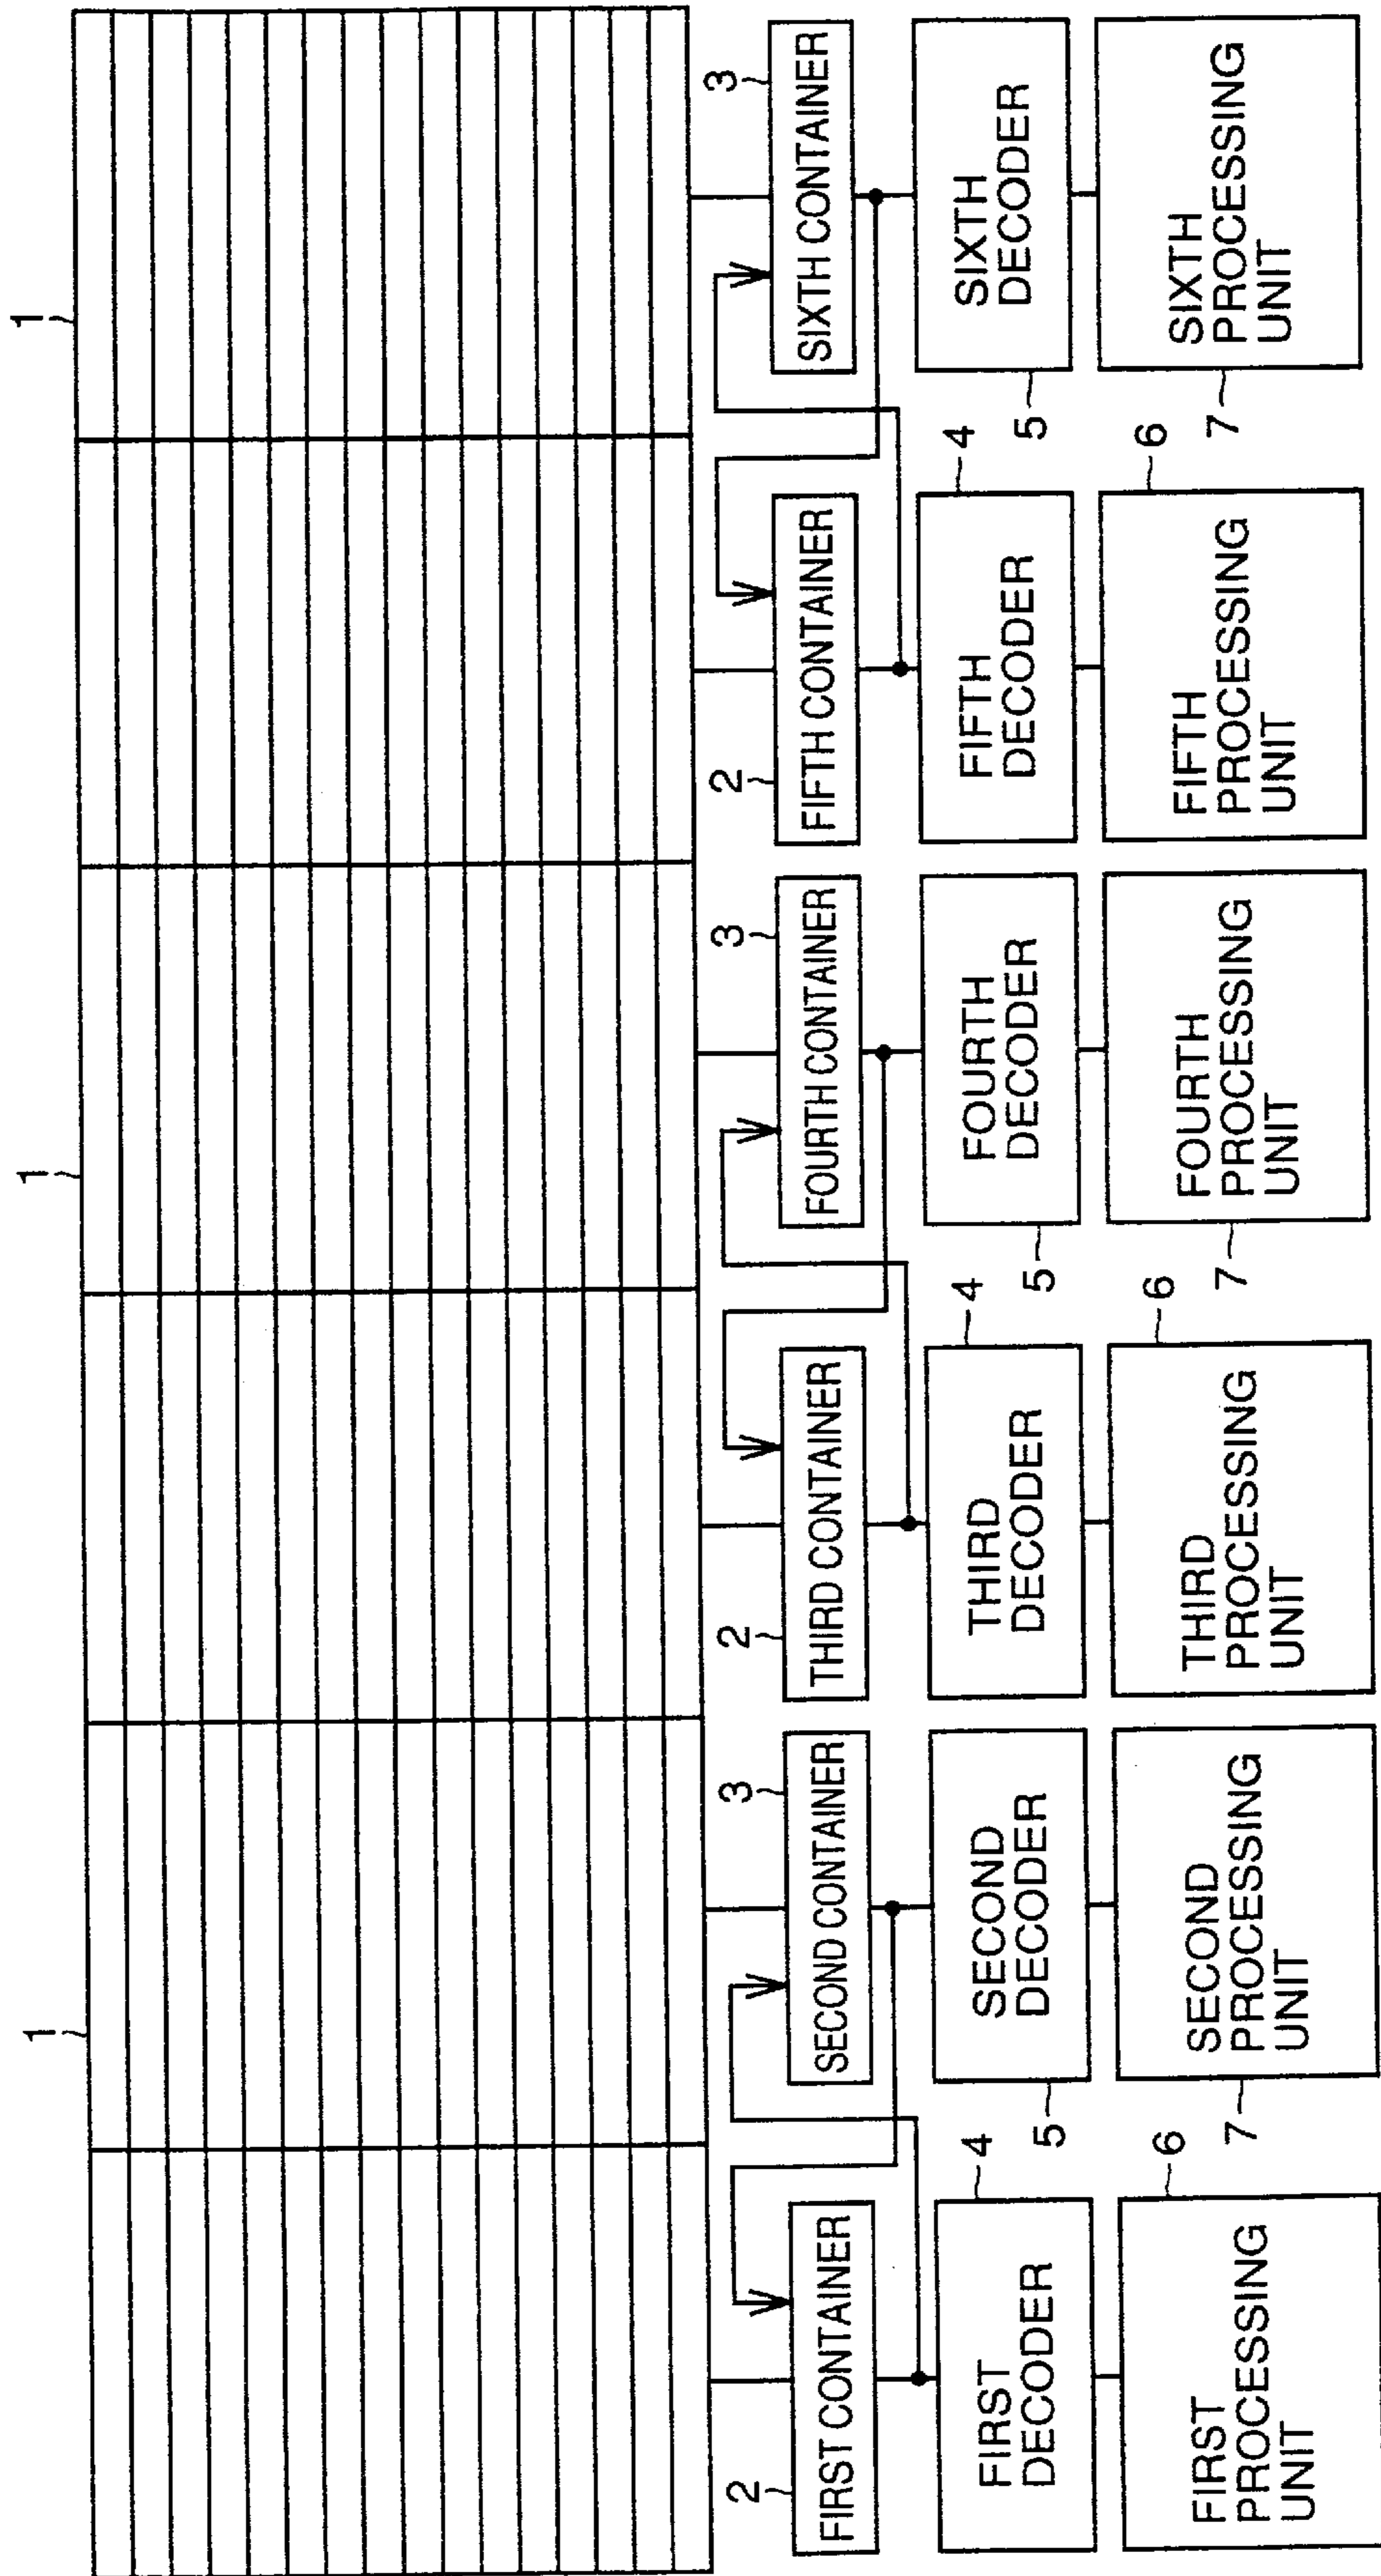 1
1
1
2
3
2
3
2
3
FIRST CONTAINER
SECOND CONTAINER
THIRD CONTAINER
FOURTH CONTAINER
FIFTH CONTAINER
SIXTH CONTAINER
4
5
4
5
4
5
FIRST
DECODER
SECOND
DECODER
THIRD
DECODER
FOURTH
DECODER
FIFTH
DECODER
SIXTH
DECODER
6
7
6
7
6
7
FIRST
PROCESSING
UNIT
SECOND
PROCESSING
UNIT
THIRD
PROCESSING
UNIT
FOURTH
PROCESSING
UNIT
FIFTH
PROCESSING
UNIT
SIXTH
PROCESSING
UNIT